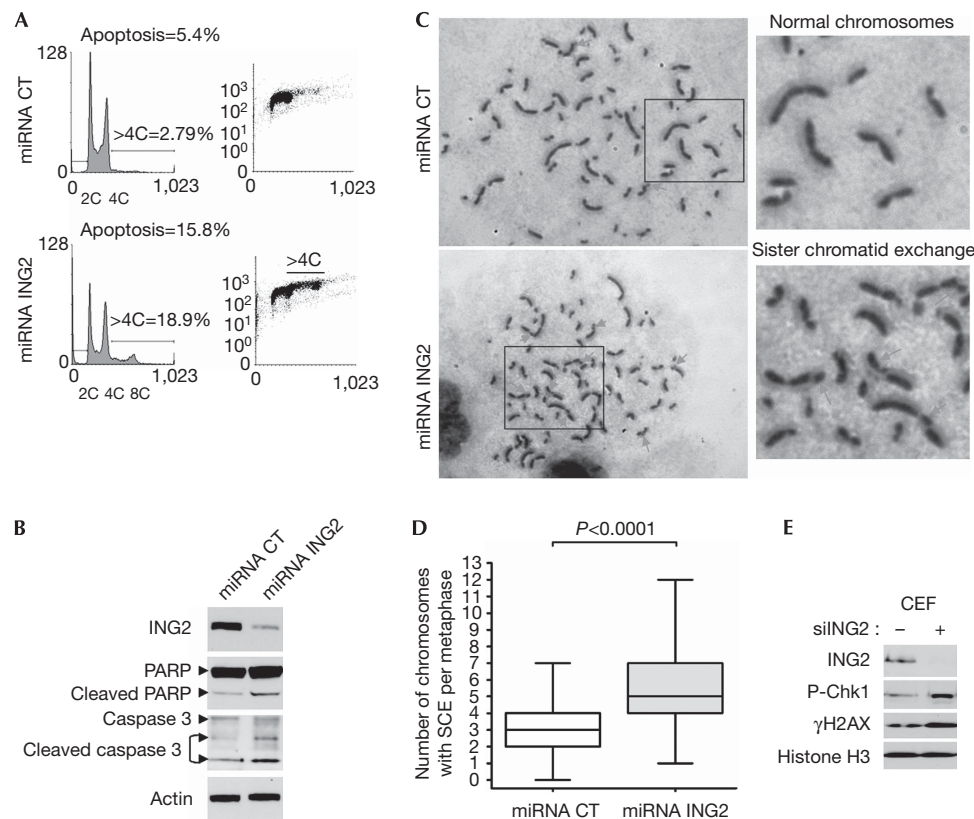 A
Apoptosis=5.4%
miRNA CT
128
>4C=2.79%
0
0
1,023
2C 4C
10³
10²
10¹
10⁰
0
0
1,023
Apoptosis=15.8%
miRNA ING2
128
>4C=18.9%
0
0
1,023
2C 4C 8C
>4C
10³
10²
10¹
10⁰
0
0
1,023
C
miRNA CT
Normal chromosomes
miRNA ING2
Sister chromatid exchange
B
miRNA CT
miRNA ING2
ING2
PARP
Cleaved PARP
Caspase 3
Cleaved caspase 3
Actin
D
P<0.0001
Number of chromosomes
with SCE per metaphase
13
12
11
10
9
8
7
6
5
4
3
2
1
0
miRNA CT
miRNA ING2
E
CEF
siING2 : – +
ING2
P-Chk1
γH2AX
Histone H3